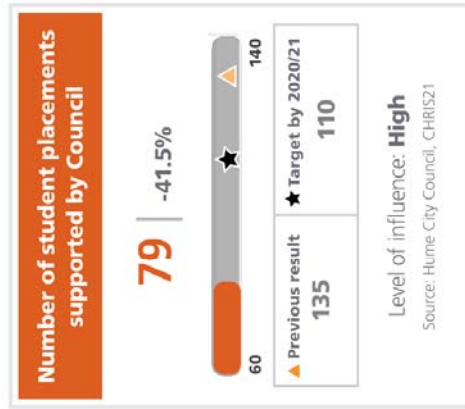 Number of student placements
supported by Council
79 | -41.5%
60 140
▲ Previous result
135
★ Target by 2020/21
110
Level of influence: High
Source: Hume City Council, CHRIS21